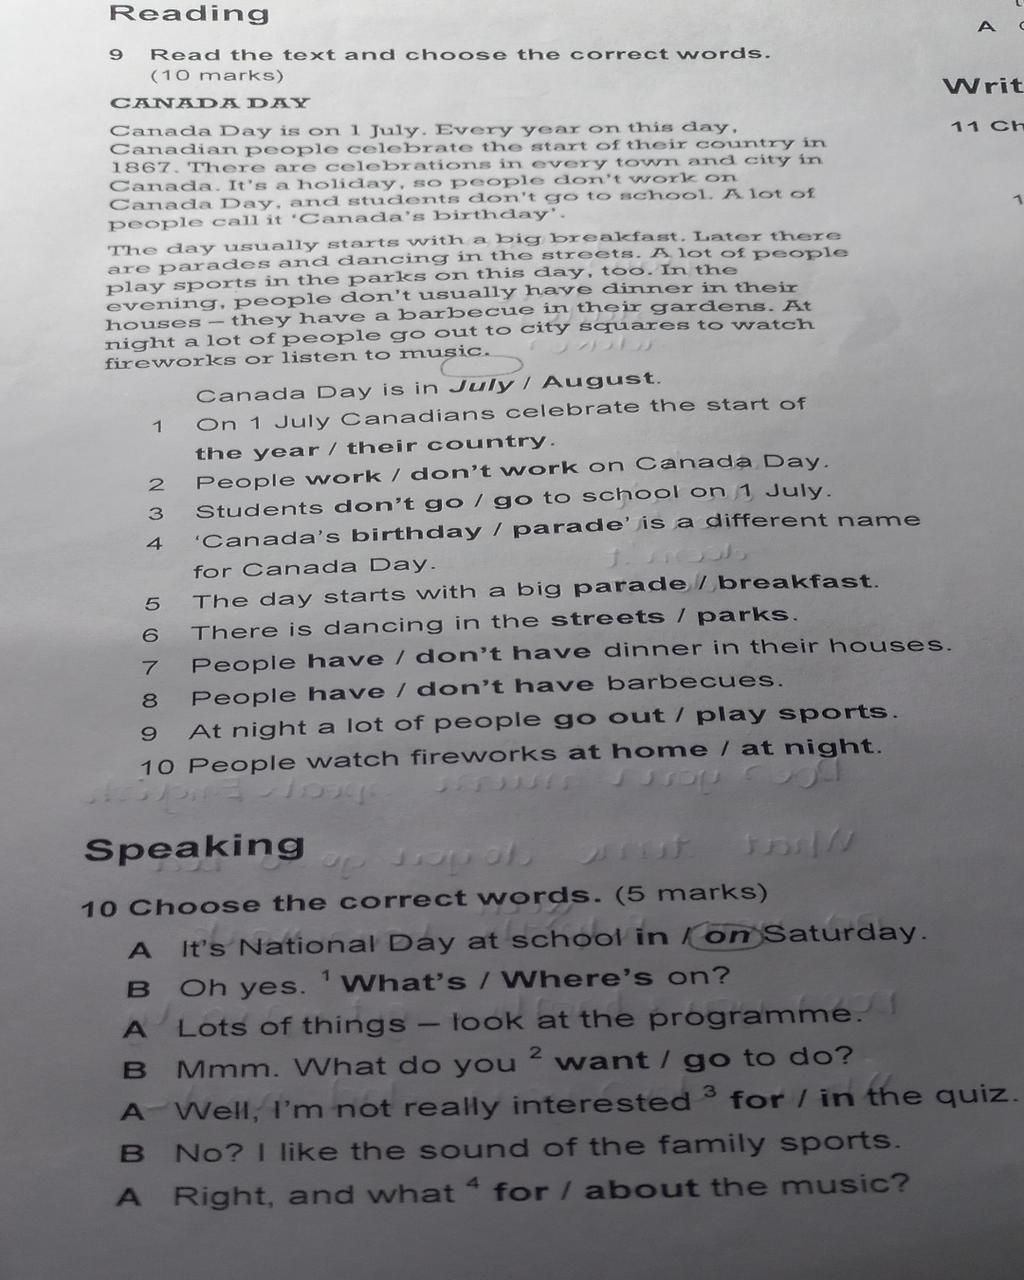 Reading
9 Read the text and choose the correct words.
(10 marks)
CANADA DAY
Canada Day is on 1 July. Every year on this day,
Canadian people celebrate the start of their country in
1867. There are celebrations in every town and city in
Canada. It's a holiday, so people don't work on
Canada Day, and students don't go to school. A lot of
people call it 'Canada's birthday'.
The day usually starts with a big breakfast. Later there
are parades and dancing in the streets. A lot of people
play sports in the parks on this day, too. In the
evening, people don't usually have dinner in their
houses – they have a barbecue in their gardens. At
night a lot of people go out to city squares to watch
fireworks or listen to music.
Canada Day is in July / August.
1 On 1 July Canadians celebrate the start of
the year / their country.
2 People work / don't work on Canada Day.
3 Students don't go / go to school on 1 July.
4 'Canada's birthday / parade' is a different name
for Canada Day.
5 The day starts with a big parade / breakfast.
6 There is dancing in the streets / parks.
7 People have / don't have dinner in their houses.
8 People have / don't have barbecues.
9 At night a lot of people go out / play sports.
10 People watch fireworks at home / at night.
Speaking
10 Choose the correct words. (5 marks)
A It's National Day at school in / on Saturday.
B Oh yes. ¹ What's / Where's on?
A Lots of things – look at the programme.
B Mmm. What do you ² want / go to do?
A Well, I'm not really interested ³ for / in the quiz.
B No? I like the sound of the family sports.
A Right, and what ⁴ for / about the music?
A
Writ
11 Ch
1